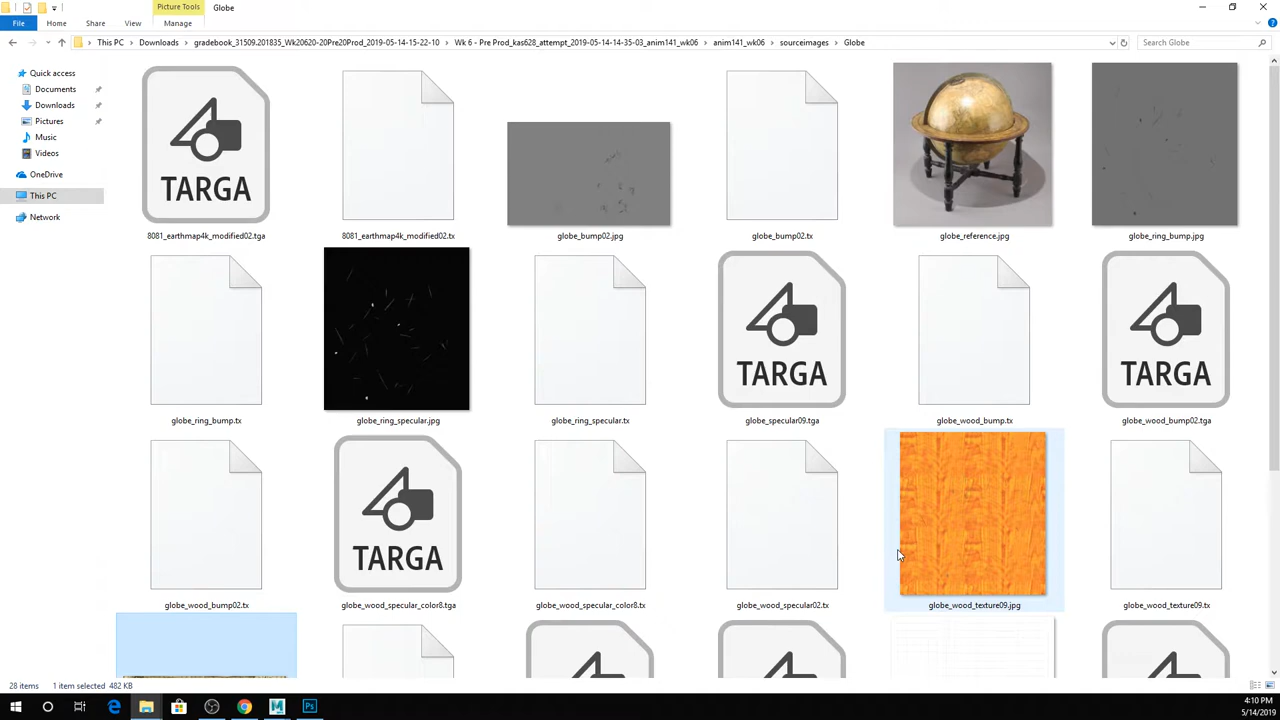 Picture Tools
Globe
File
Home
Share
View
Manage
This PC
Downloads
gradebook_31509.201835_Wk20620-20Pre20Prod_2019-05-14-15-22-10
Wk 6 - Pre Prod_kas628_attempt_2019-05-14-14-35-03_anim141_wk06
anim141_wk06
sourceimages
Globe
Search Globe
Quick access
Documents
Downloads
Pictures
Music
Videos
OneDrive
This PC
Network
TARGA
8081_earthmap4k_modified02.tga
8081_earthmap4k_modified02.tx
globe_bump02.jpg
globe_bump02.tx
globe_reference.jpg
globe_ring_bump.jpg
TARGA
TARGA
globe_ring_bump.tx
globe_ring_specular.jpg
globe_ring_specular.tx
globe_specular09.tga
globe_wood_bump.tx
globe_wood_bump02.tga
TARGA
globe_wood_bump02.tx
globe_wood_specular_color8.tga
globe_wood_specular_color8.tx
globe_wood_specular02.tx
globe_wood_texture09.jpg
globe_wood_texture09.tx
28 items
1 item selected 482 KB
4:10 PM
5/14/2019